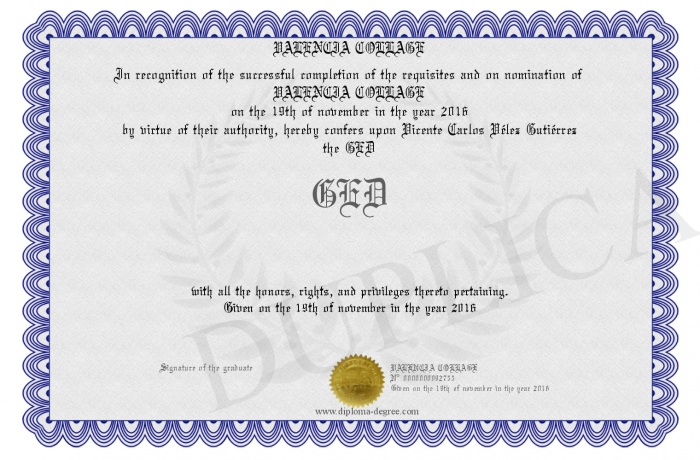 VALENCIA COLLAGE
In recognition of the successful completion of the requisites and on nomination of
VALENCIA COLLAGE
on the 19th of november in the year 2016
by virtue of their authority, hereby confers upon Vicente Carlos Vélez Gutiérrez
the GED
GED
DUPLICA
with all the honors, rights, and privileges thereto pertaining.
Given on the 19th of november in the year 2016
Signature of the graduate
VALENCIA COLLAGE
Nº 0000000892755
Given on the 19th of november in the year 2016
www.diploma-degree.com